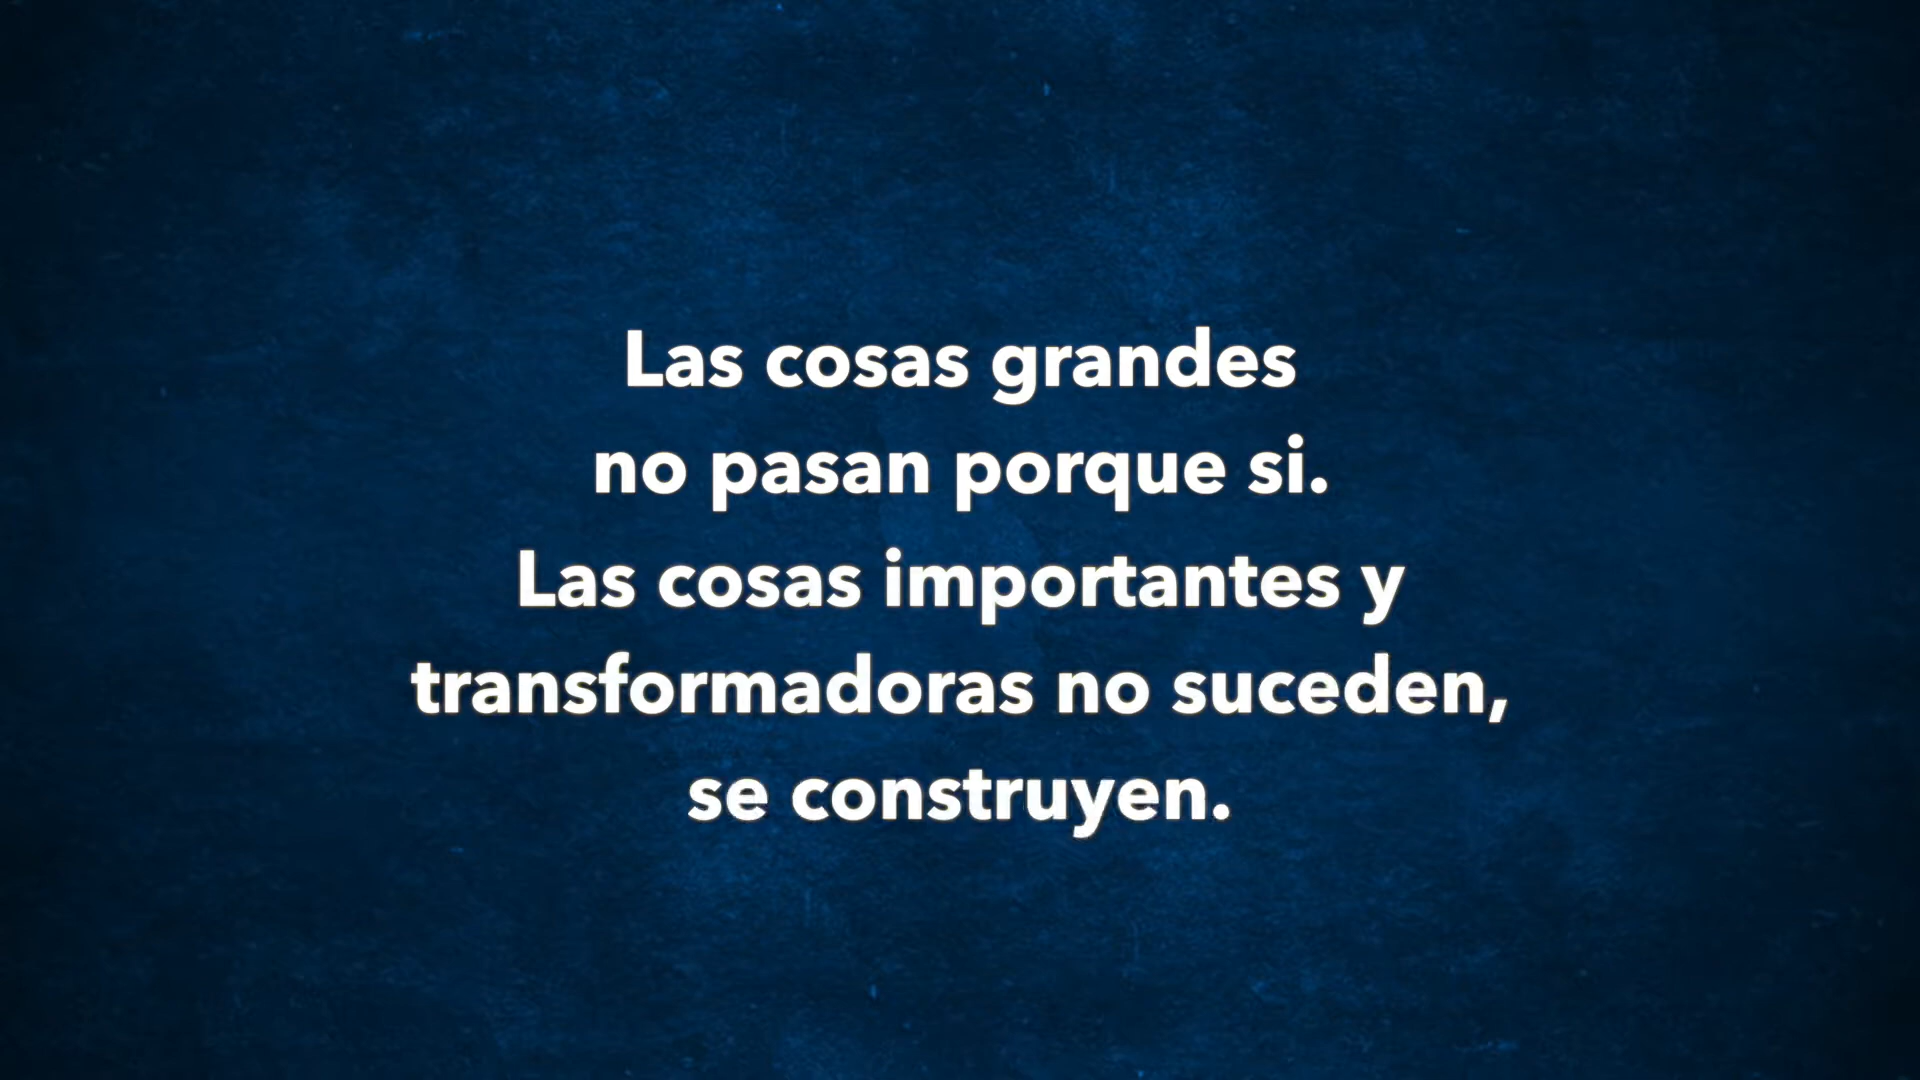 Las cosas grandes
no pasan porque si.
Las cosas importantes y
transformadoras no suceden,
se construyen.